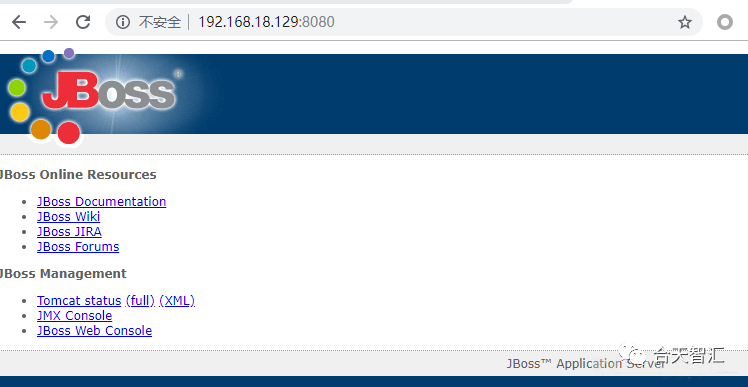 不安全 192.168.18.129:8080
JBoss®
JBoss Online Resources
JBoss Documentation
JBoss Wiki
JBoss JIRA
JBoss Forums
JBoss Management
Tomcat status (full) (XML)
JMX Console
JBoss Web Console
JBoss™ Application Server
台天智汇